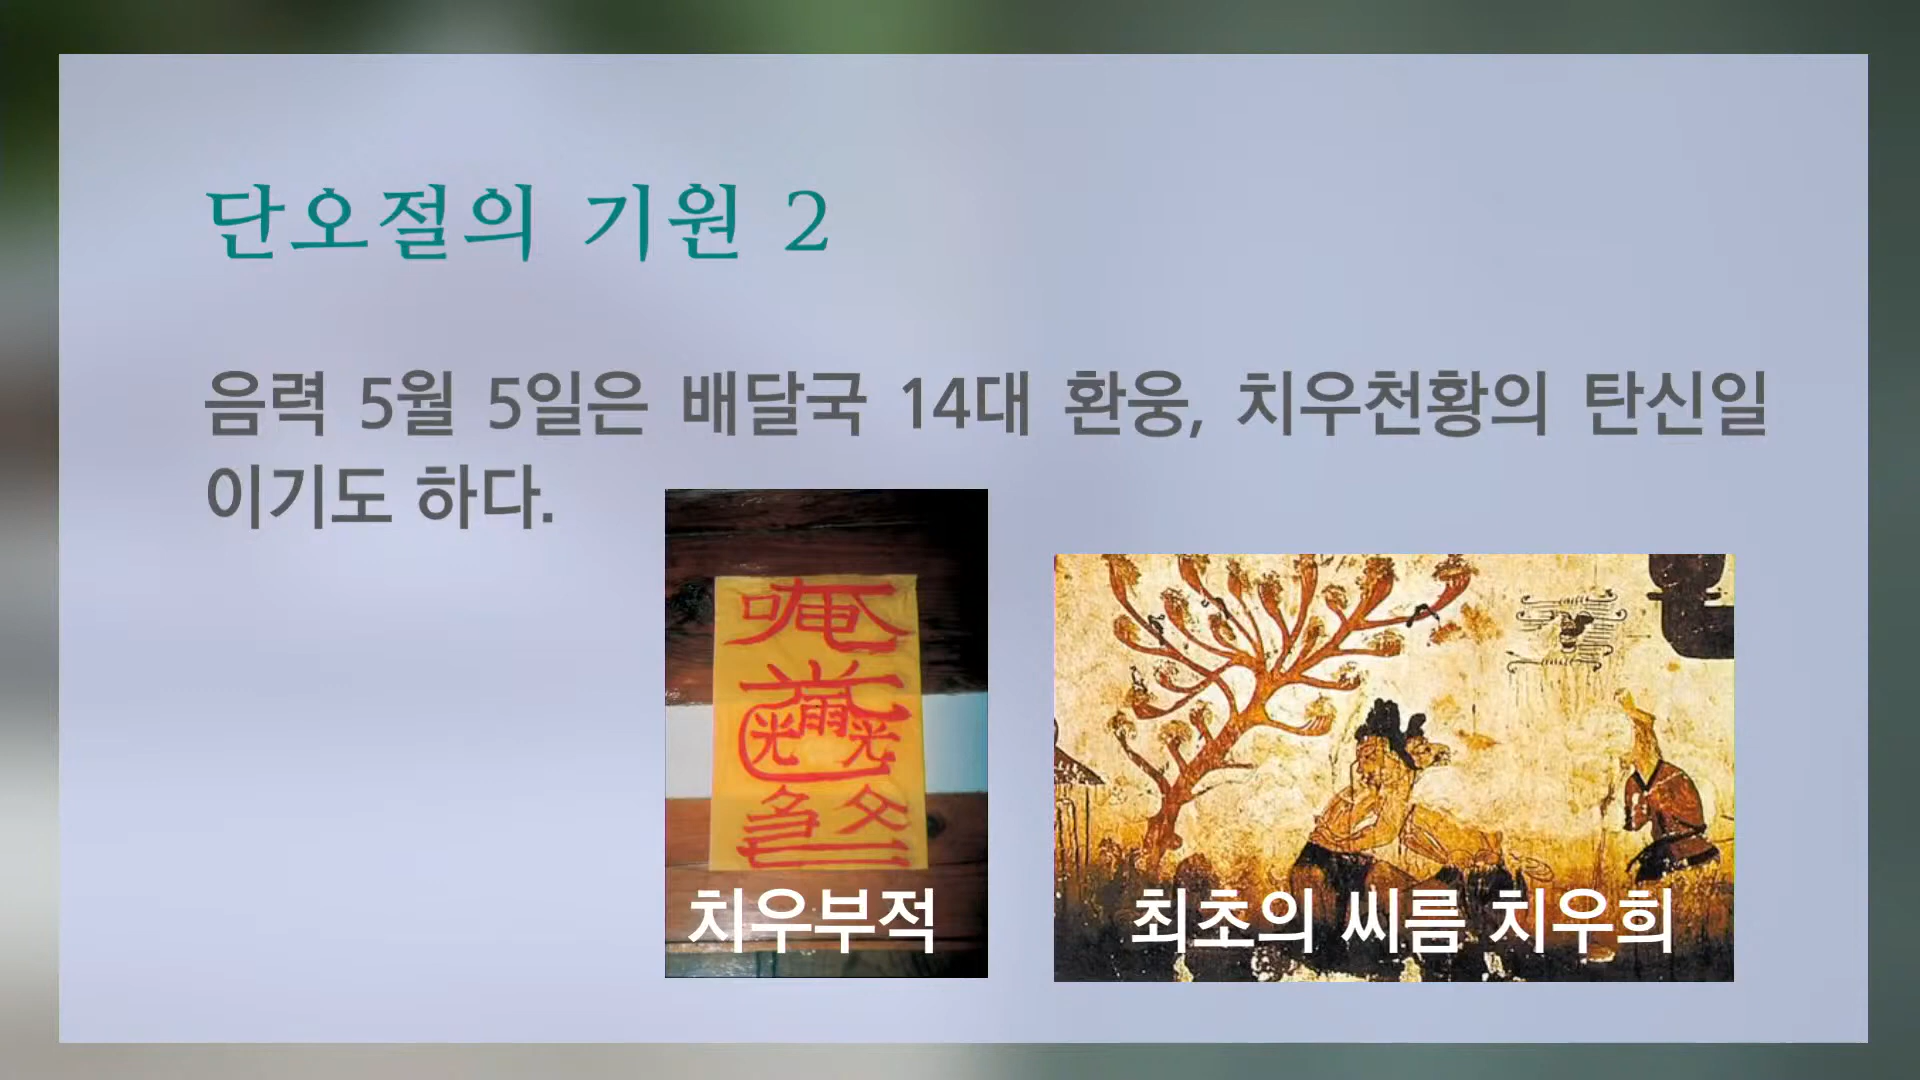 단오절의 기원 2
음력 5월 5일은 배달국 14대 환웅, 치우천황의 탄신일
이기도 하다.
치우부적
최초의 씨름 치우희